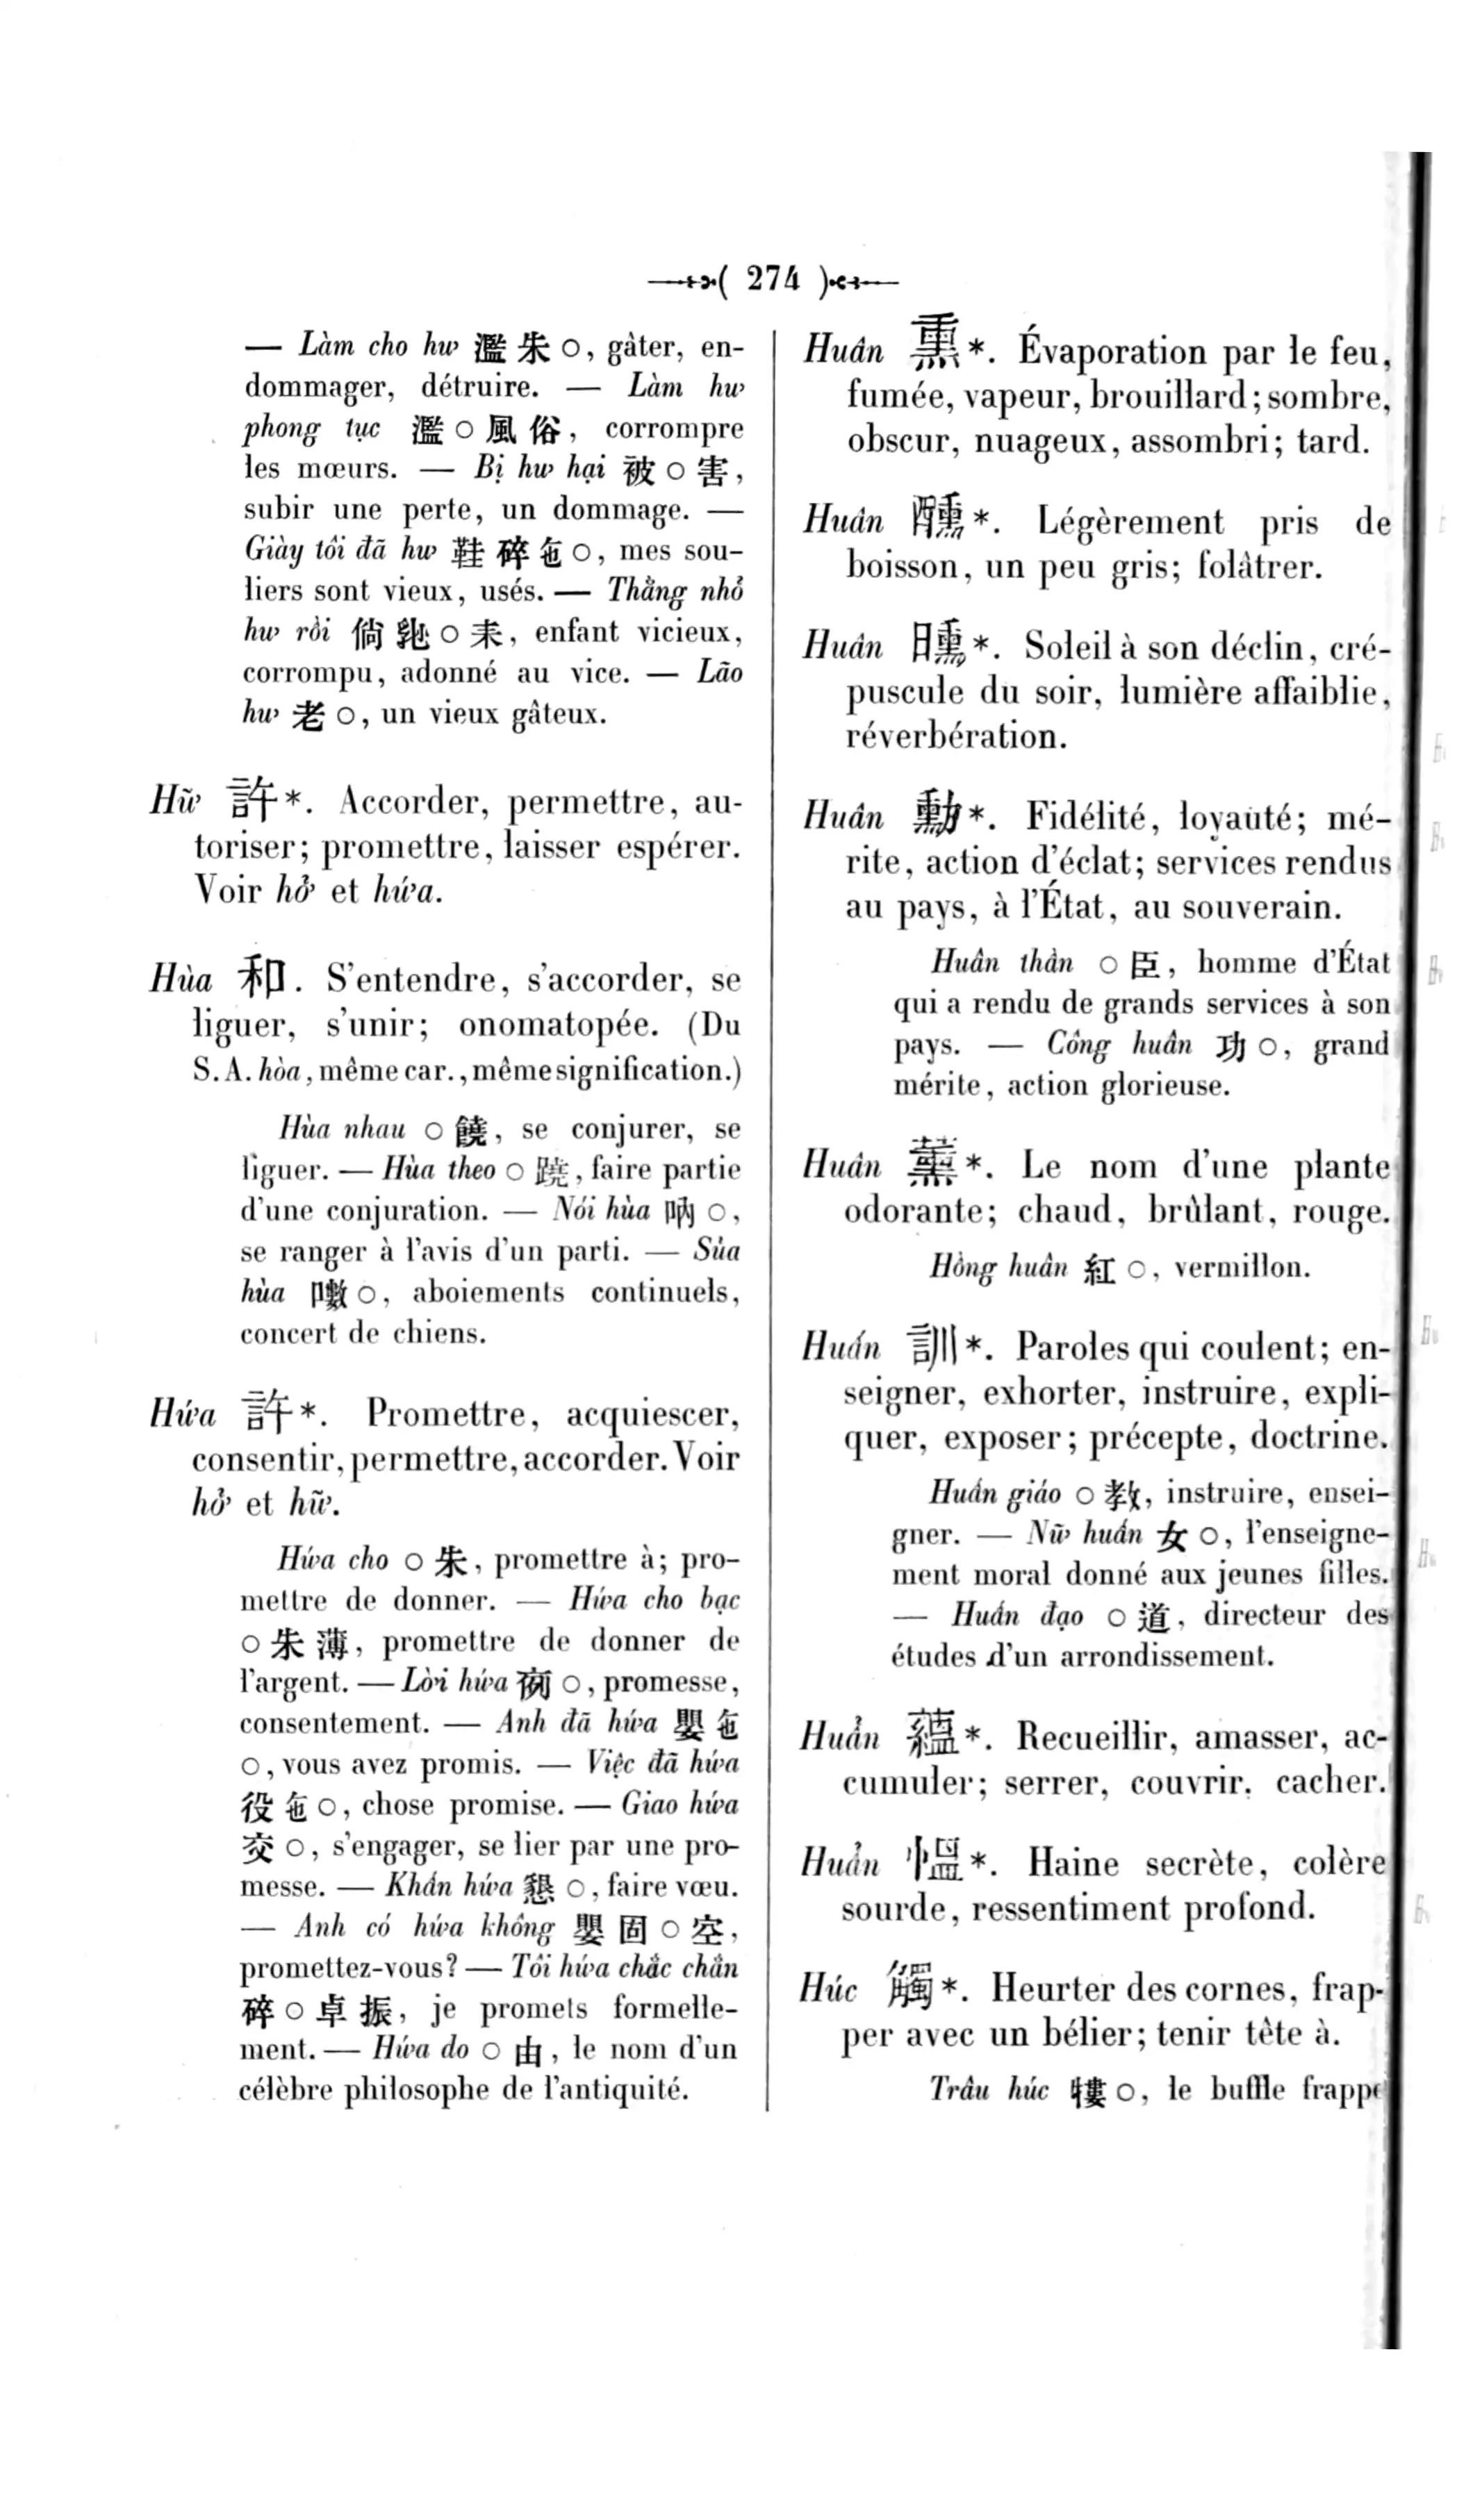 ( 274 )
— Làm cho hư 濫 朱 ○, gâter, en-
dommager, détruire. — Làm hư
phong tục 濫 ○ 風 俗, corrompre
les mœurs. — Bị hư hại 被 ○ 害,
subir une perte, un dommage. —
Giày tôi đã hư 鞋 碎 㐌 ○, mes sou-
liers sont vieux, usés. — Thằng nhỏ
hư rồi 倘 ○ 耒, enfant vicieux,
corrompu, adonné au vice. — Lão
hư 老 ○, un vieux gâteux.
Hữ 許*. Accorder, permettre, au-
toriser; promettre, laisser espérer.
Voir hở et hứa.
Hùa 和. S'entendre, s'accorder, se
liguer, s'unir; onomatopée. (Du
S. A. hòa, même car., même signification.)
Hùa nhau ○ 饒, se conjurer, se
liguer. — Hùa theo ○ 蹺, faire partie
d'une conjuration. — Nói hùa 吶 ○,
se ranger à l'avis d'un parti. — Sủa
hùa ○, aboiements continuels,
concert de chiens.
Hứa 許*. Promettre, acquiescer,
consentir, permettre, accorder. Voir
hở et hữ.
Hứa cho ○ 朱, promettre à; pro-
mettre de donner. — Hứa cho bạc
○ 朱 薄, promettre de donner de
l'argent. — Lời hứa ○, promesse,
consentement. — Anh đã hứa 嬰 㐌
○, vous avez promis. — Việc đã hứa
役 㐌 ○, chose promise. — Giao hứa
交 ○, s'engager, se lier par une pro-
messe. — Khấn hứa 懇 ○, faire vœu.
— Anh có hứa không 嬰 固 ○ 空,
promettez-vous? — Tôi hứa chắc chắn
碎 ○ 卓 振, je promets formelle-
ment. — Hứa do ○ 由, le nom d'un
célèbre philosophe de l'antiquité.
Huân 熏*. Évaporation par le feu,
fumée, vapeur, brouillard; sombre,
obscur, nuageux, assombri; tard.
Huân 醺*. Légèrement pris de
boisson, un peu gris; folâtrer.
Huân 曛*. Soleil à son déclin, cré-
puscule du soir, lumière affaiblie,
réverbération.
Huân 勳*. Fidélité, loyauté; mé-
rite, action d'éclat; services rendus
au pays, à l'État, au souverain.
Huân thần ○ 臣, homme d'État
qui a rendu de grands services à son
pays. — Công huân 功 ○, grand
mérite, action glorieuse.
Huân 薰*. Le nom d'une plante
odorante; chaud, brûlant, rouge.
Hồng huân 紅 ○, vermillon.
Huấn 訓*. Paroles qui coulent; en-
seigner, exhorter, instruire, expli-
quer, exposer; précepte, doctrine.
Huấn giáo ○ 教, instruire, ensei-
gner. — Nữ huấn 女 ○, l'enseigne-
ment moral donné aux jeunes filles.
— Huấn đạo ○ 道, directeur des
études d'un arrondissement.
Huẩn 蘊*. Recueillir, amasser, ac-
cumuler; serrer, couvrir, cacher.
Huẩn 慍*. Haine secrète, colère
sourde, ressentiment profond.
Húc 觸*. Heurter des cornes, frap-
per avec un bélier; tenir tête à.
Trâu húc ○, le buffle frappe